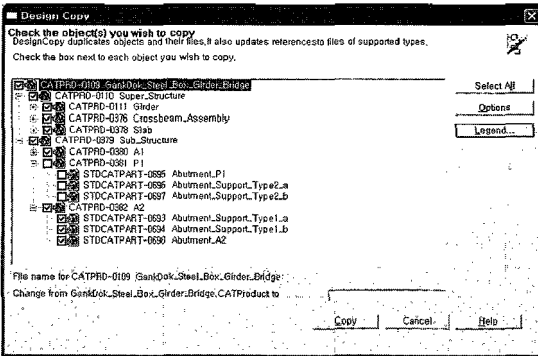 Design Copy
Check the object(s) you wish to copy
DesignCopy duplicates objects and their files.It also updates referencesto files of supported types.
Check the box next to each object you wish to copy.
CATPRD-0109 GankDok_Steel_Box_Girder_Bridge
CATPRD-0110 Super_Structure
CATPRD-0111 Girder
CATPRD-0376 Crossbeam_Assembly
CATPRD-0378 Slab
CATPRD-0379 Sub_Structure
CATPRD-0380 A1
CATPRD-0381 P1
STDCATPART-0695 Abutment_P1
STDCATPART-0696 Abutment_Support_Type2_a
STDCATPART-0697 Abutment_Support_Type2_b
CATPRD-0382 A2
STDCATPART-0693 Abutment_Support_Type1_a
STDCATPART-0694 Abutment_Support_Type1_b
STDCATPART-0698 Abutment_A2
Select All
Options
Legend...
File name for CATPRD-0109 GankDok_Steel_Box_Girder_Bridge:
Change from GankDok_Steel_Box_Girder_Bridge.CATProduct to
Copy Cancel Help